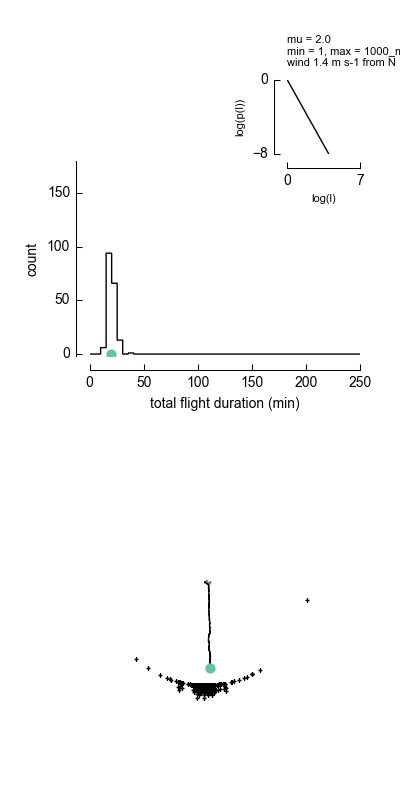 mu = 2.0
min = 1, max = 1000_m
wind 1.4 m s-1 from N
0
log(p(l))
−8
0 7
log(l)
150
100
count
50
0
0 50 100 150 200 250
total flight duration (min)